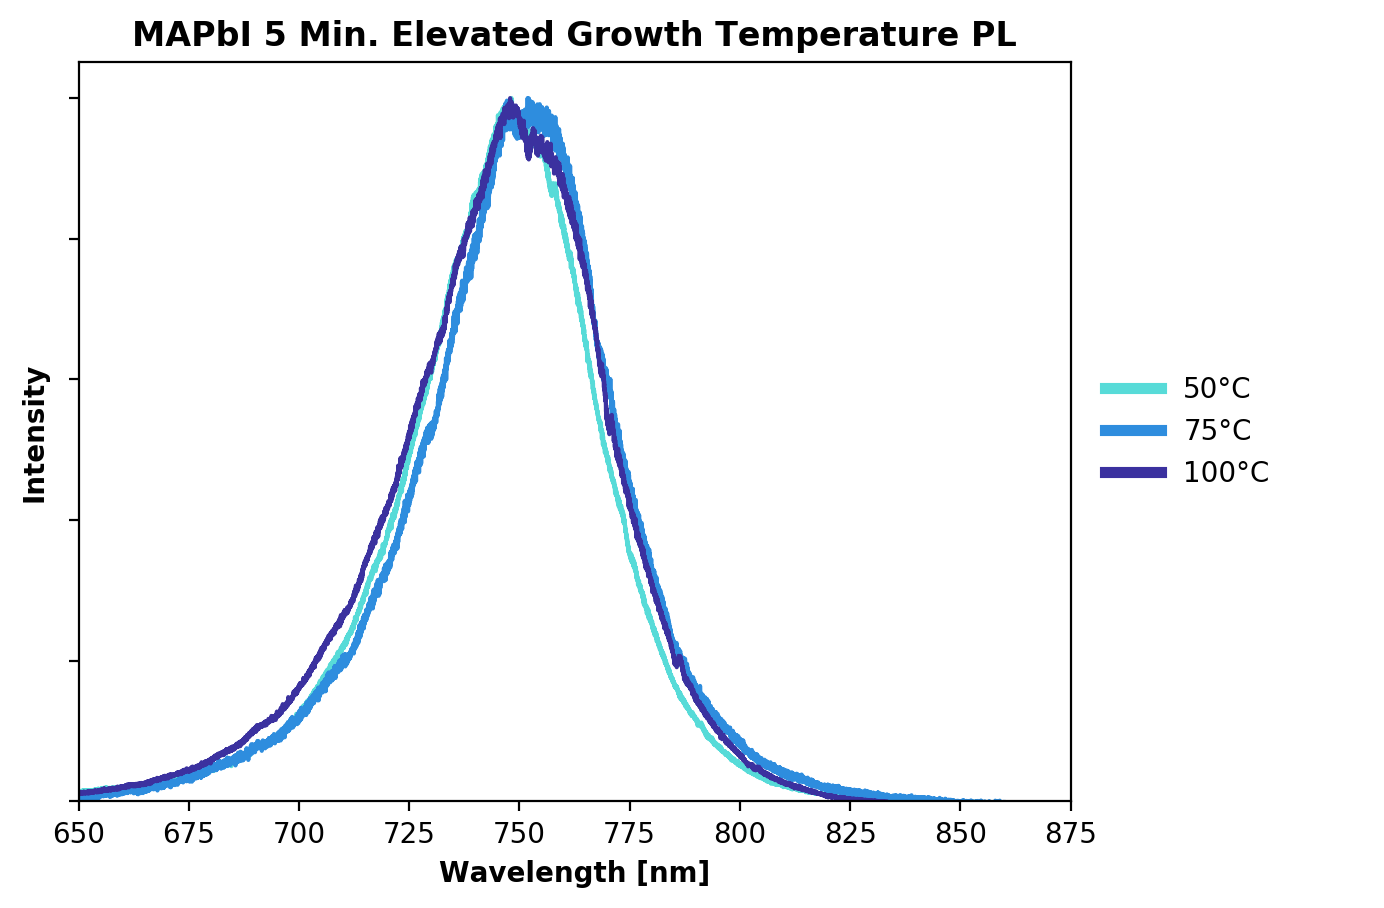 MAPbI 5 Min. Elevated Growth Temperature PL
Intensity
50°C
75°C
100°C
650 675 700 725 750 775 800 825 850 875
Wavelength [nm]